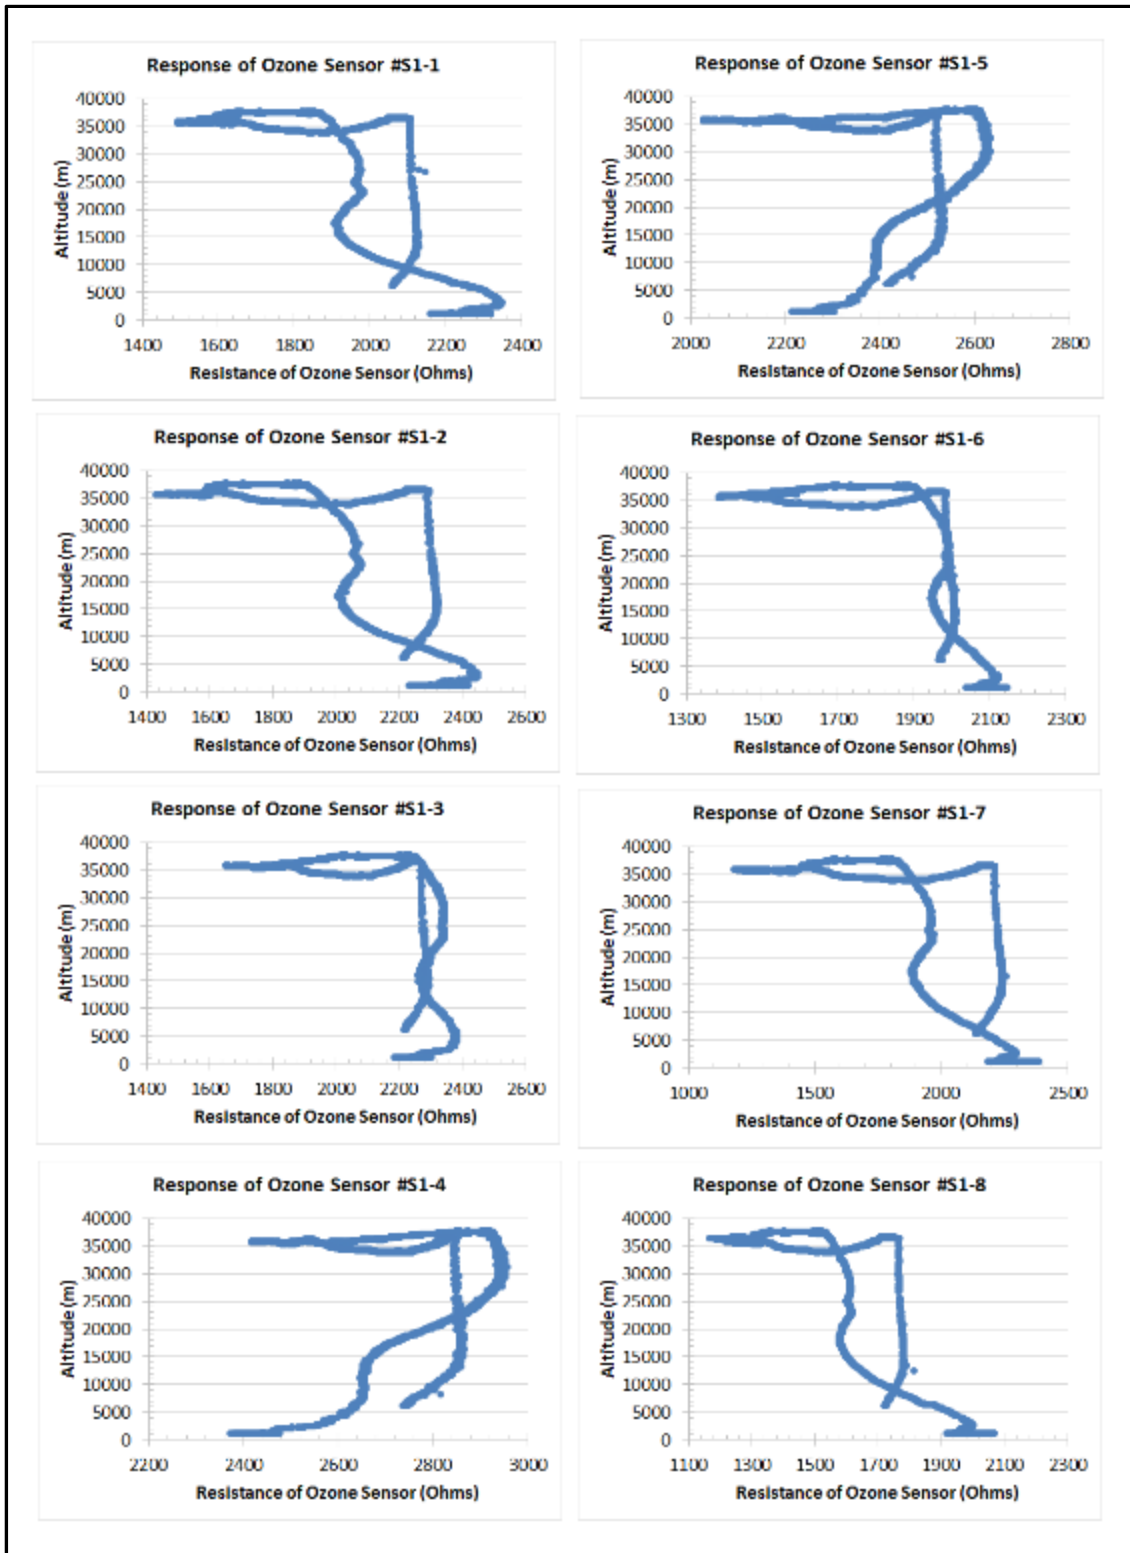 Response of Ozone Sensor #S1-1
Altitude (m)
40000
35000
30000
25000
20000
15000
10000
5000
0
1400 1600 1800 2000 2200 2400
Resistance of Ozone Sensor (Ohms)
Response of Ozone Sensor #S1-5
Altitude (m)
40000
35000
30000
25000
20000
15000
10000
5000
0
2000 2200 2400 2600 2800
Resistance of Ozone Sensor (Ohms)
Response of Ozone Sensor #S1-2
Altitude (m)
40000
35000
30000
25000
20000
15000
10000
5000
0
1400 1600 1800 2000 2200 2400 2600
Resistance of Ozone Sensor (Ohms)
Response of Ozone Sensor #S1-6
Altitude (m)
40000
35000
30000
25000
20000
15000
10000
5000
0
1300 1500 1700 1900 2100 2300
Resistance of Ozone Sensor (Ohms)
Response of Ozone Sensor #S1-3
Altitude (m)
40000
35000
30000
25000
20000
15000
10000
5000
0
1400 1600 1800 2000 2200 2400 2600
Resistance of Ozone Sensor (Ohms)
Response of Ozone Sensor #S1-7
Altitude (m)
40000
35000
30000
25000
20000
15000
10000
5000
0
1000 1500 2000 2500
Resistance of Ozone Sensor (Ohms)
Response of Ozone Sensor #S1-4
Altitude (m)
40000
35000
30000
25000
20000
15000
10000
5000
0
2200 2400 2600 2800 3000
Resistance of Ozone Sensor (Ohms)
Response of Ozone Sensor #S1-8
Altitude (m)
40000
35000
30000
25000
20000
15000
10000
5000
0
1100 1300 1500 1700 1900 2100 2300
Resistance of Ozone Sensor (Ohms)